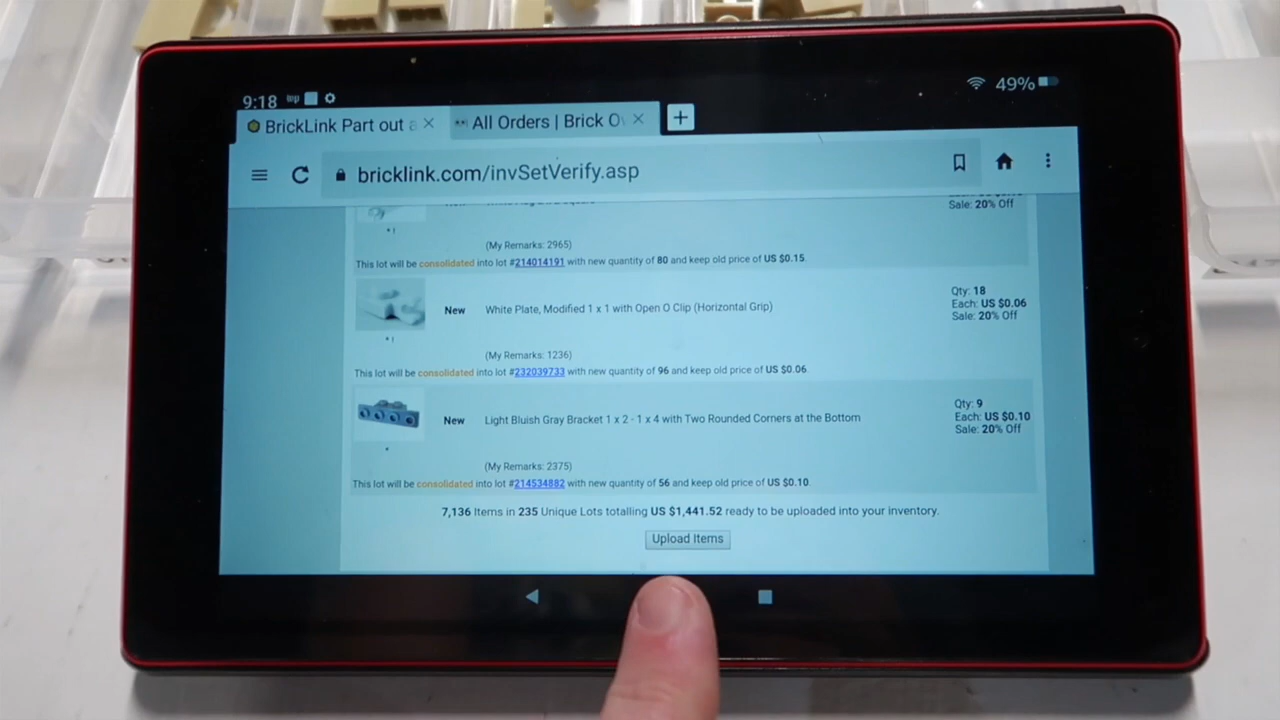 9:18 49%
BrickLink Part out a All Orders | Brick O
bricklink.com/invSetVerify.asp
Sale: 20% Off
(My Remarks: 2965)
This lot will be consolidated into lot #214014191 with new quantity of 80 and keep old price of US $0.15.
Qty: 18
New White Plate, Modified 1 x 1 with Open O Clip (Horizontal Grip) Each: US $0.06
Sale: 20% Off
(My Remarks: 1236)
This lot will be consolidated into lot #232039733 with new quantity of 96 and keep old price of US $0.06.
Qty: 9
New Light Bluish Gray Bracket 1 x 2 - 1 x 4 with Two Rounded Corners at the Bottom Each: US $0.10
Sale: 20% Off
(My Remarks: 2375)
This lot will be consolidated into lot #214534882 with new quantity of 56 and keep old price of US $0.10.
7,136 Items in 235 Unique Lots totalling US $1,441.52 ready to be uploaded into your inventory.
Upload Items